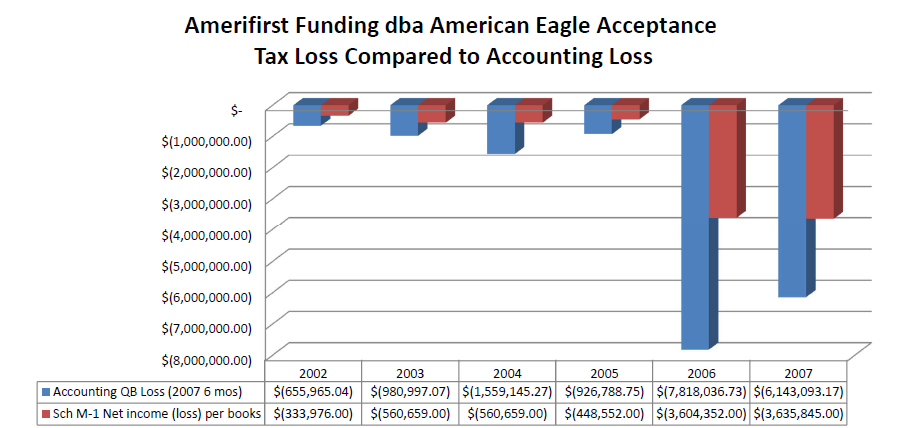 Amerifirst Funding dba American Eagle Acceptance
Tax Loss Compared to Accounting Loss
$-
$(1,000,000.00)
$(2,000,000.00)
$(3,000,000.00)
$(4,000,000.00)
$(5,000,000.00)
$(6,000,000.00)
$(7,000,000.00)
$(8,000,000.00)
2002 2003 2004 2005 2006 2007
Accounting QB Loss (2007 6 mos) $(655,965.04) $(980,997.07) $(1,559,145.27) $(926,788.75) $(7,818,036.73) $(6,143,093.17)
Sch M-1 Net income (loss) per books $(333,976.00) $(560,659.00) $(560,659.00) $(448,552.00) $(3,604,352.00) $(3,635,845.00)